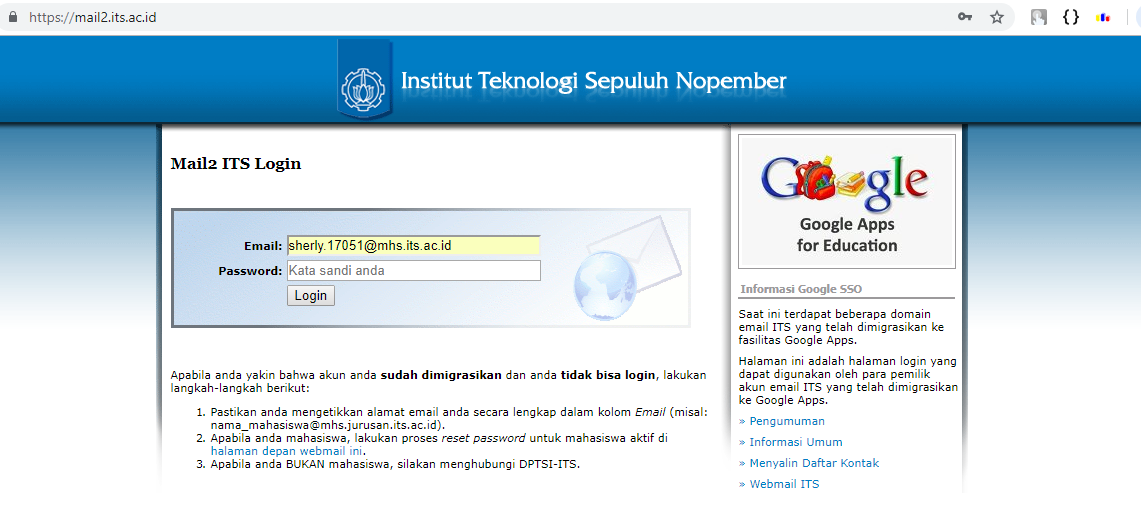 https://mail2.its.ac.id
Institut Teknologi Sepuluh Nopember
Mail2 ITS Login
Email: sherly.17051@mhs.its.ac.id
Password: Kata sandi anda
Login
Apabila anda yakin bahwa akun anda sudah dimigrasikan dan anda tidak bisa login, lakukan
langkah-langkah berikut:
1. Pastikan anda mengetikkan alamat email anda secara lengkap dalam kolom Email (misal:
nama_mahasiswa@mhs.jurusan.its.ac.id).
2. Apabila anda mahasiswa, lakukan proses reset password untuk mahasiswa aktif di
halaman depan webmail ini.
3. Apabila anda BUKAN mahasiswa, silakan menghubungi DPTSI-ITS.
Google
Google Apps
for Education
Informasi Google SSO
Saat ini terdapat beberapa domain
email ITS yang telah dimigrasikan ke
fasilitas Google Apps.
Halaman ini adalah halaman login yang
dapat digunakan oleh para pemilik
akun email ITS yang telah dimigrasikan
ke Google Apps.
» Pengumuman
» Informasi Umum
» Menyalin Daftar Kontak
» Webmail ITS